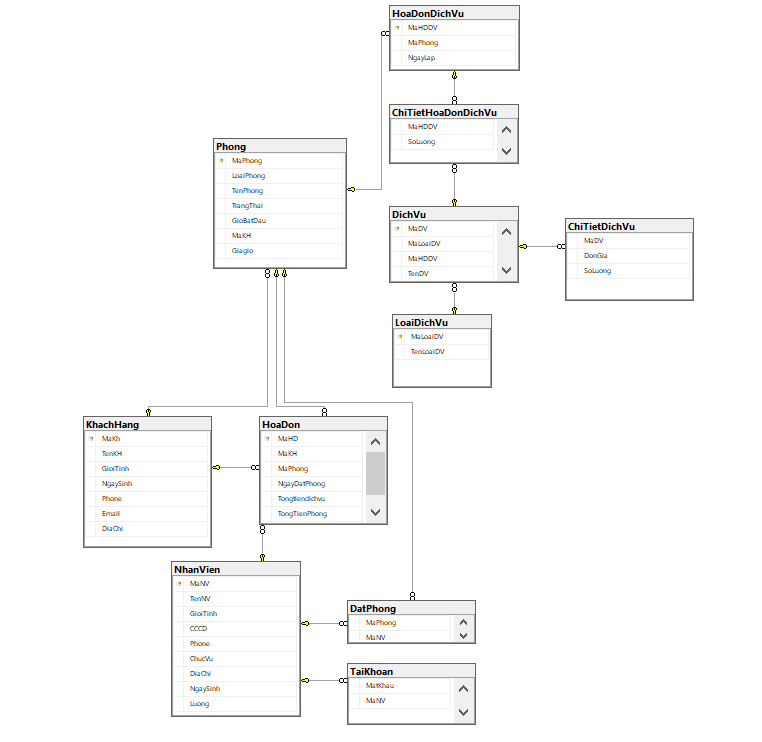 HoaDonDichVu
MaHDDV
MaPhong
NgayLap
ChiTietHoaDonDichVu
MaHDDV
SoLuong
Phong
MaPhong
LoaiPhong
TenPhong
TrangThai
GioBatDau
MaKH
Giagio
DichVu
MaDV
MaLoaiDV
MaHDDV
TenDV
ChiTietDichVu
MaDV
DonGia
SoLuong
LoaiDichVu
MaLoaiDV
TenLoaiDV
KhachHang
MaKh
TenKH
GioiTinh
NgaySinh
Phone
Email
DiaChi
HoaDon
MaHD
MaKH
MaPhong
NgayDatPhong
Tongtiendichvu
TongTienPhong
NhanVien
MaNV
TenNV
GioiTinh
CCCD
Phone
ChucVu
DiaChi
NgaySinh
Luong
DatPhong
MaPhong
MaNV
TaiKhoan
MatKhau
MaNV